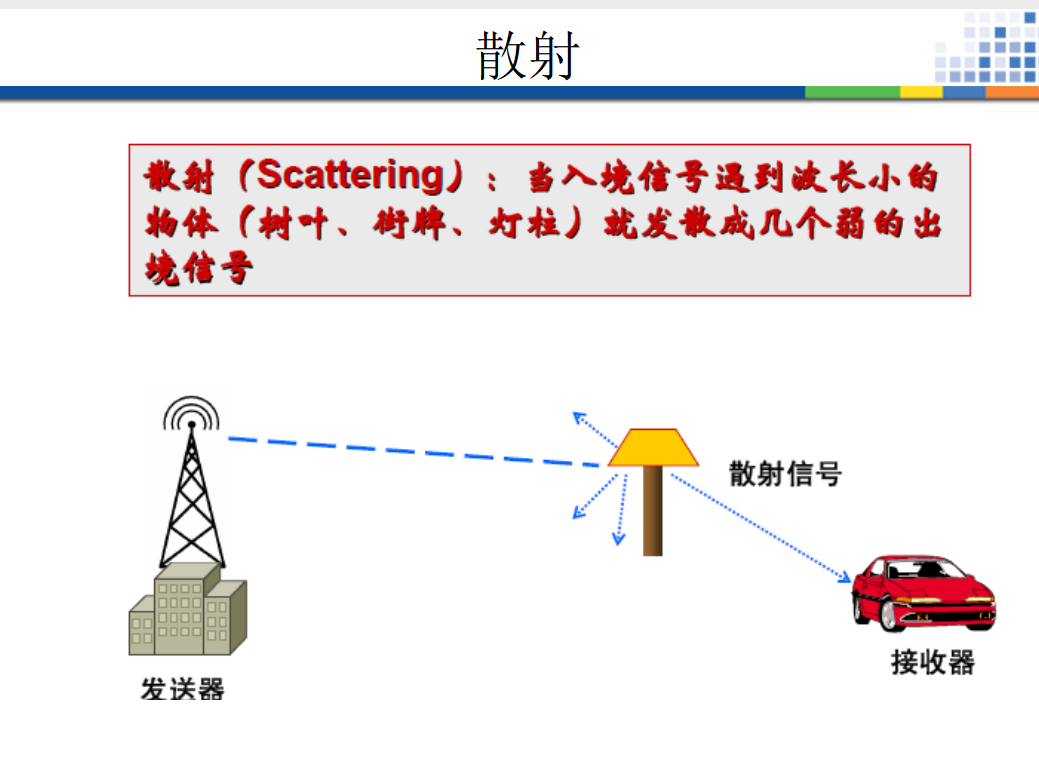 散射
散射（Scattering）：当入境信号遇到波长小的
物体（树叶、街牌、灯柱）就发散成几个弱的出
境信号
散射信号
接收器
发送器